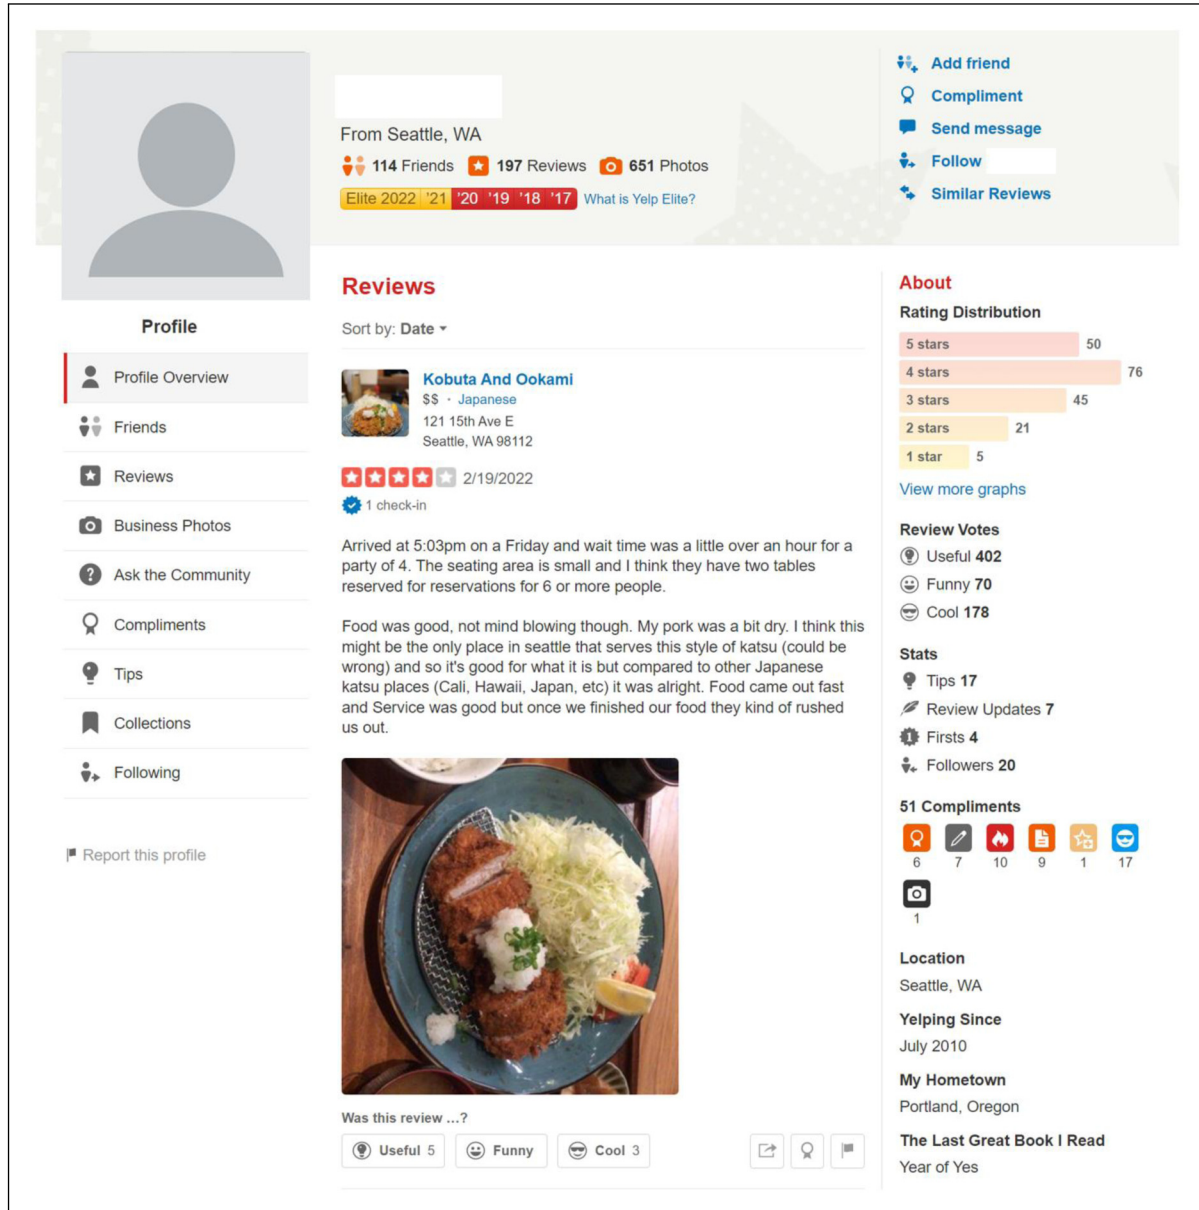 From Seattle, WA
114 Friends 197 Reviews 651 Photos
Elite 2022 '21 '20 '19 '18 '17 What is Yelp Elite?
Add friend
Compliment
Send message
Follow
Similar Reviews
Profile
Profile Overview
Friends
Reviews
Business Photos
Ask the Community
Compliments
Tips
Collections
Following
Report this profile
Reviews
Sort by: Date
Kobuta And Ookami
$$ · Japanese
121 15th Ave E
Seattle, WA 98112
2/19/2022
1 check-in
Arrived at 5:03pm on a Friday and wait time was a little over an hour for a
party of 4. The seating area is small and I think they have two tables
reserved for reservations for 6 or more people.
Food was good, not mind blowing though. My pork was a bit dry. I think this
might be the only place in seattle that serves this style of katsu (could be
wrong) and so it's good for what it is but compared to other Japanese
katsu places (Cali, Hawaii, Japan, etc) it was alright. Food came out fast
and Service was good but once we finished our food they kind of rushed
us out.
Was this review ...?
Useful 5 Funny Cool 3
About
Rating Distribution
5 stars 50
4 stars 76
3 stars 45
2 stars 21
1 star 5
View more graphs
Review Votes
Useful 402
Funny 70
Cool 178
Stats
Tips 17
Review Updates 7
1 Firsts 4
Followers 20
51 Compliments
6 7 10 9 1 17
1
Location
Seattle, WA
Yelping Since
July 2010
My Hometown
Portland, Oregon
The Last Great Book I Read
Year of Yes